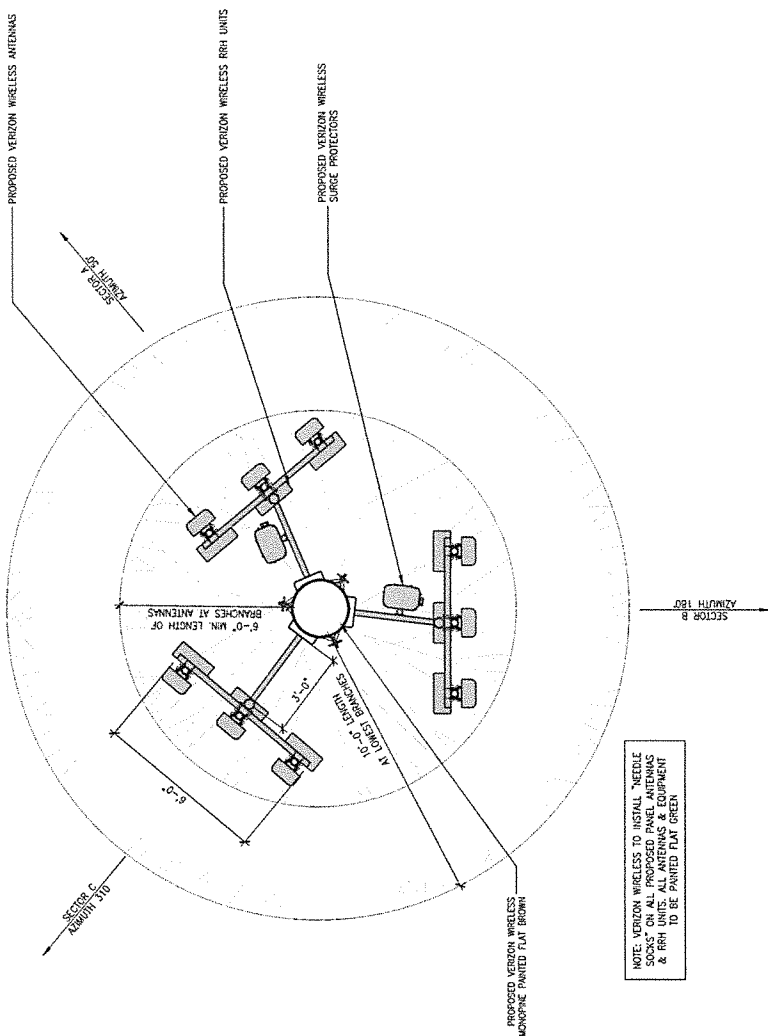 PROPOSED VERIZON WIRELESS ANTENNAS
PROPOSED VERIZON WIRELESS RRH UNITS
PROPOSED VERIZON WIRELESS
SURGE PROTECTORS
SECTOR A
AZIMUTH 50°
6'-0" MIN. LENGTH OF
BRANCHES AT ANTENNAS
3'-0"
10'-0" LENGTH
AT LOWEST BRANCHES
6'-0"
SECTOR B
AZIMUTH 180°
SECTOR C
AZIMUTH 310
PROPOSED VERIZON WIRELESS
MONOPINE PAINTED FLAT BROWN
NOTE: VERIZON WIRELESS TO INSTALL "NEEDLE
SOCKS" ON ALL PROPOSED PANEL ANTENNAS
& RRH UNITS. ALL ANTENNAS & EQUIPMENT
TO BE PAINTED FLAT GREEN